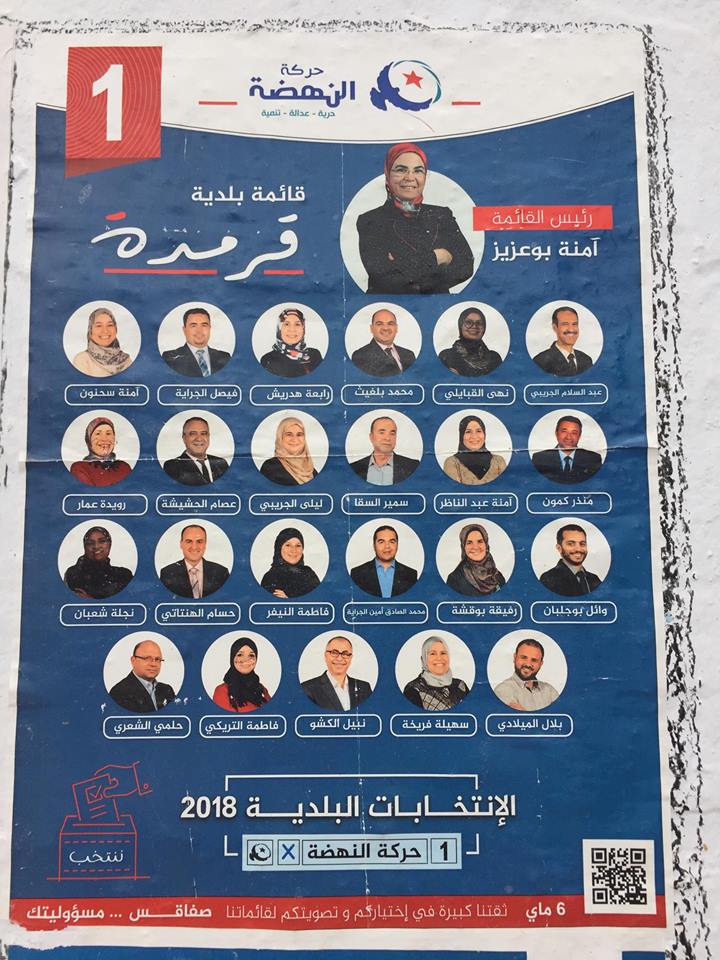 1
حركة
النهضة
حرية - عدالة - تنمية
قائمة بلدية
قرمدة
رئيس القائمة
آمنة بوعزيز
عبد السلام الجريبي
نهى القبايلي
محمد بلغيث
رابعة هدريش
فيصل الجراية
آمنة سحنون
منذر كمون
آمنة عبد الناظر
سمير السقا
ليلى الجريبي
عصام الجشيشة
رويدة عمار
وائل بوجلبان
رفيقة بوقشة
محمد الصادق أمين الجراية
فاطمة النيفر
حسام الهنتاتي
نجلة شعبان
بلال الميلادي
سهيلة فريخة
نبيل الكشو
فاطمة التريكي
حلمي الشعري
الإنتخابات البلدية 2018
1 حركة النهضة X
ننتخب
6 ماي ثقتنا كبيرة في إختياركم و تصويتكم لقائماتنا صفاقس ... مسؤوليتك